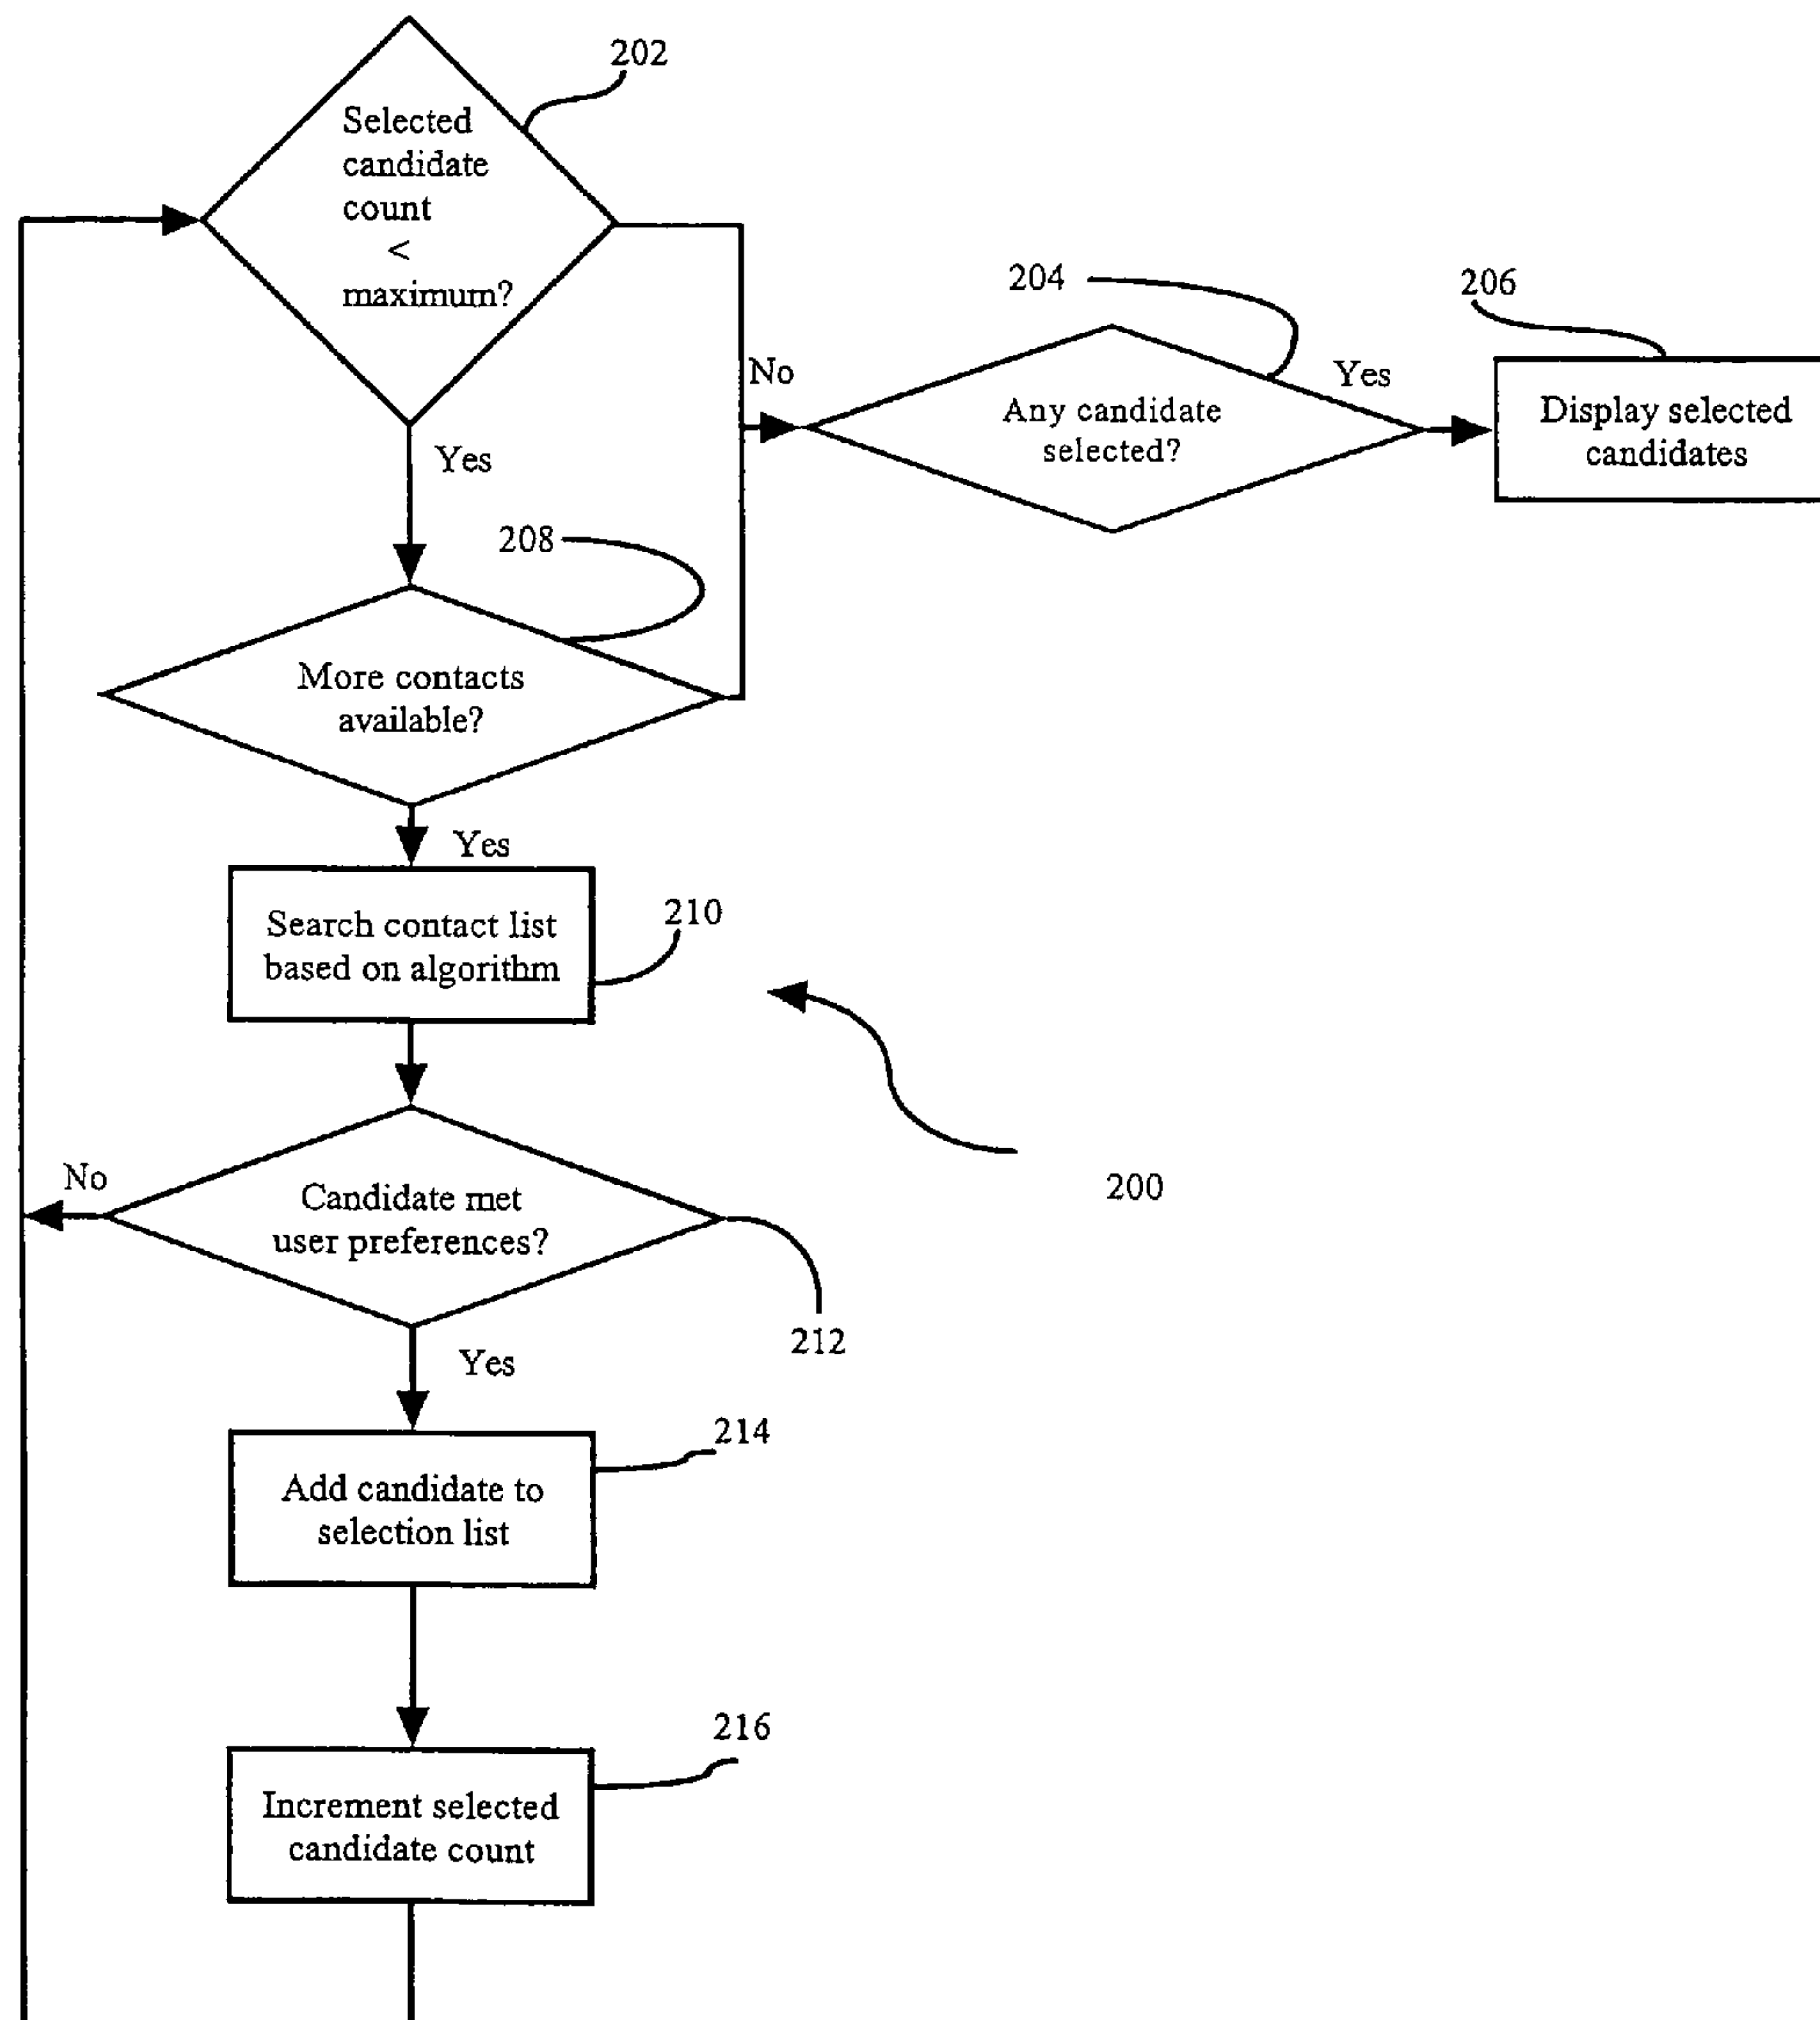 202
Selected
candidate
count
<
maximum?
204
206
No
Yes
Any candidate
selected?
Display selected
candidates
Yes
208
More contacts
available?
Yes
Search contact list
based on algorithm
210
200
No
Candidate met
user preferences?
212
Yes
214
Add candidate to
selection list
216
Increment selected
candidate count